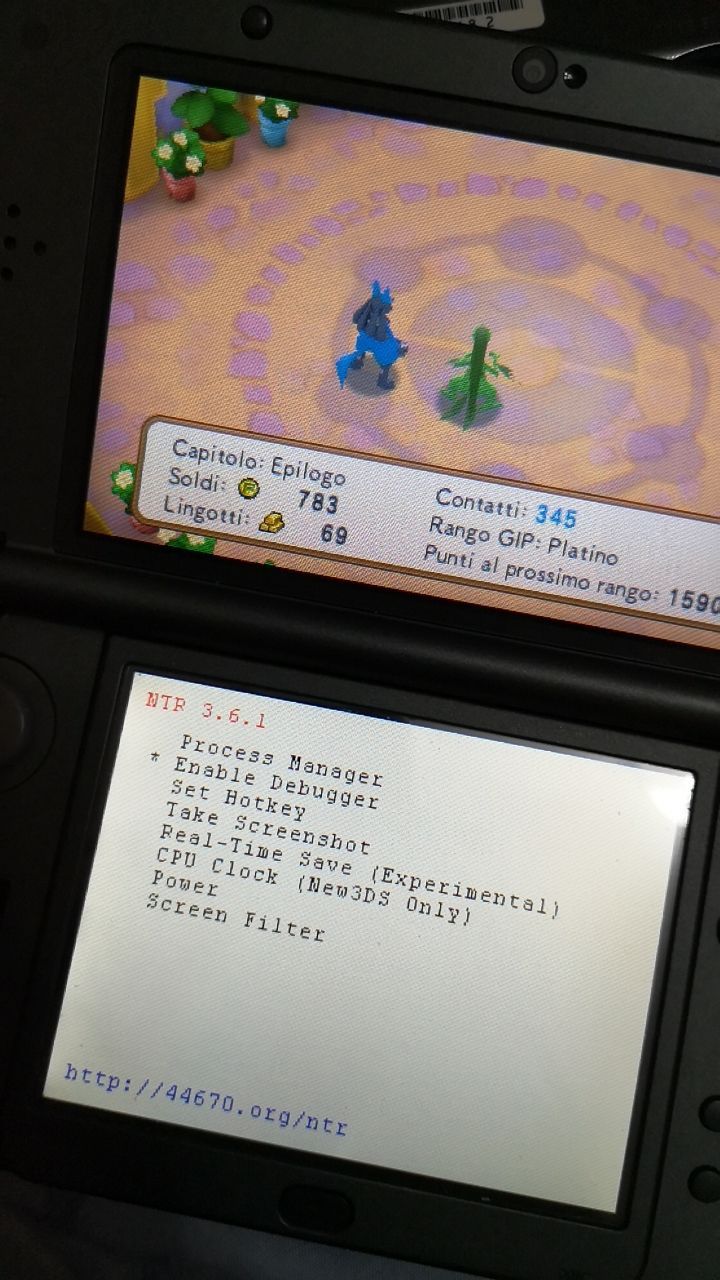 8 2
Capitolo: Epilogo
Soldi: 783
Lingotti: 69
Contatti: 345
Rango GIP: Platino
Punti al prossimo rango: 1590
NTR 3.6.1
Process Manager
* Enable Debugger
Set Hotkey
Take Screenshot
Real-Time Save (Experimental)
CPU Clock (New3DS Only)
Power
Screen Filter
http://44670.org/ntr